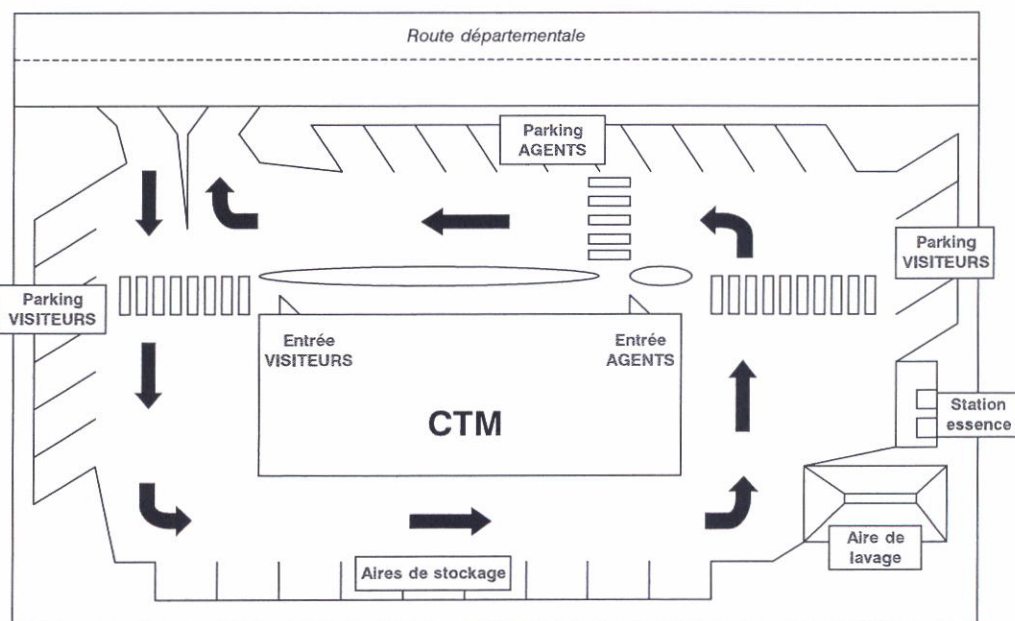 Route départementale
Parking
AGENTS
Parking
VISITEURS
Parking
VISITEURS
Entrée
VISITEURS
Entrée
AGENTS
CTM
Station
essence
Aire de
lavage
Aires de stockage